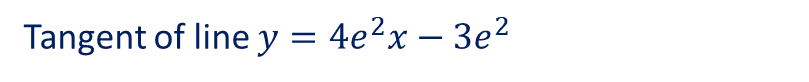 Tangent of line y = 4e²x − 3e²